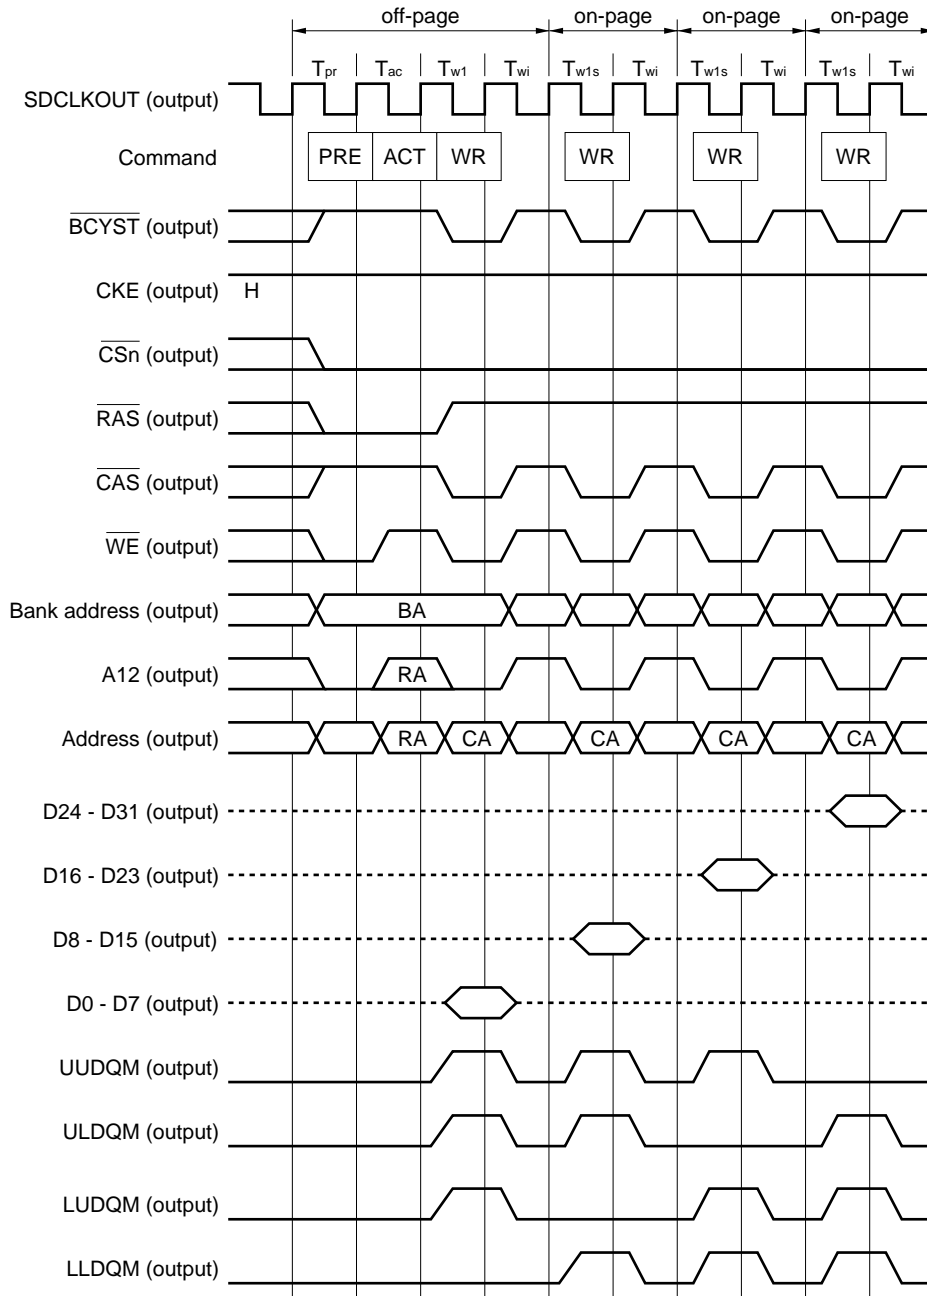 off-page on-page on-page on-page
Tpr Tac Tw1 Twi Tw1s Twi Tw1s Twi Tw1s Twi
SDCLKOUT (output)
Command PRE ACT WR WR WR WR
BCYST (output)
CKE (output) H
CSn (output)
RAS (output)
CAS (output)
WE (output)
Bank address (output) BA
A12 (output) RA
Address (output) RA CA CA CA CA
D24 - D31 (output)
D16 - D23 (output)
D8 - D15 (output)
D0 - D7 (output)
UUDQM (output)
ULDQM (output)
LUDQM (output)
LLDQM (output)